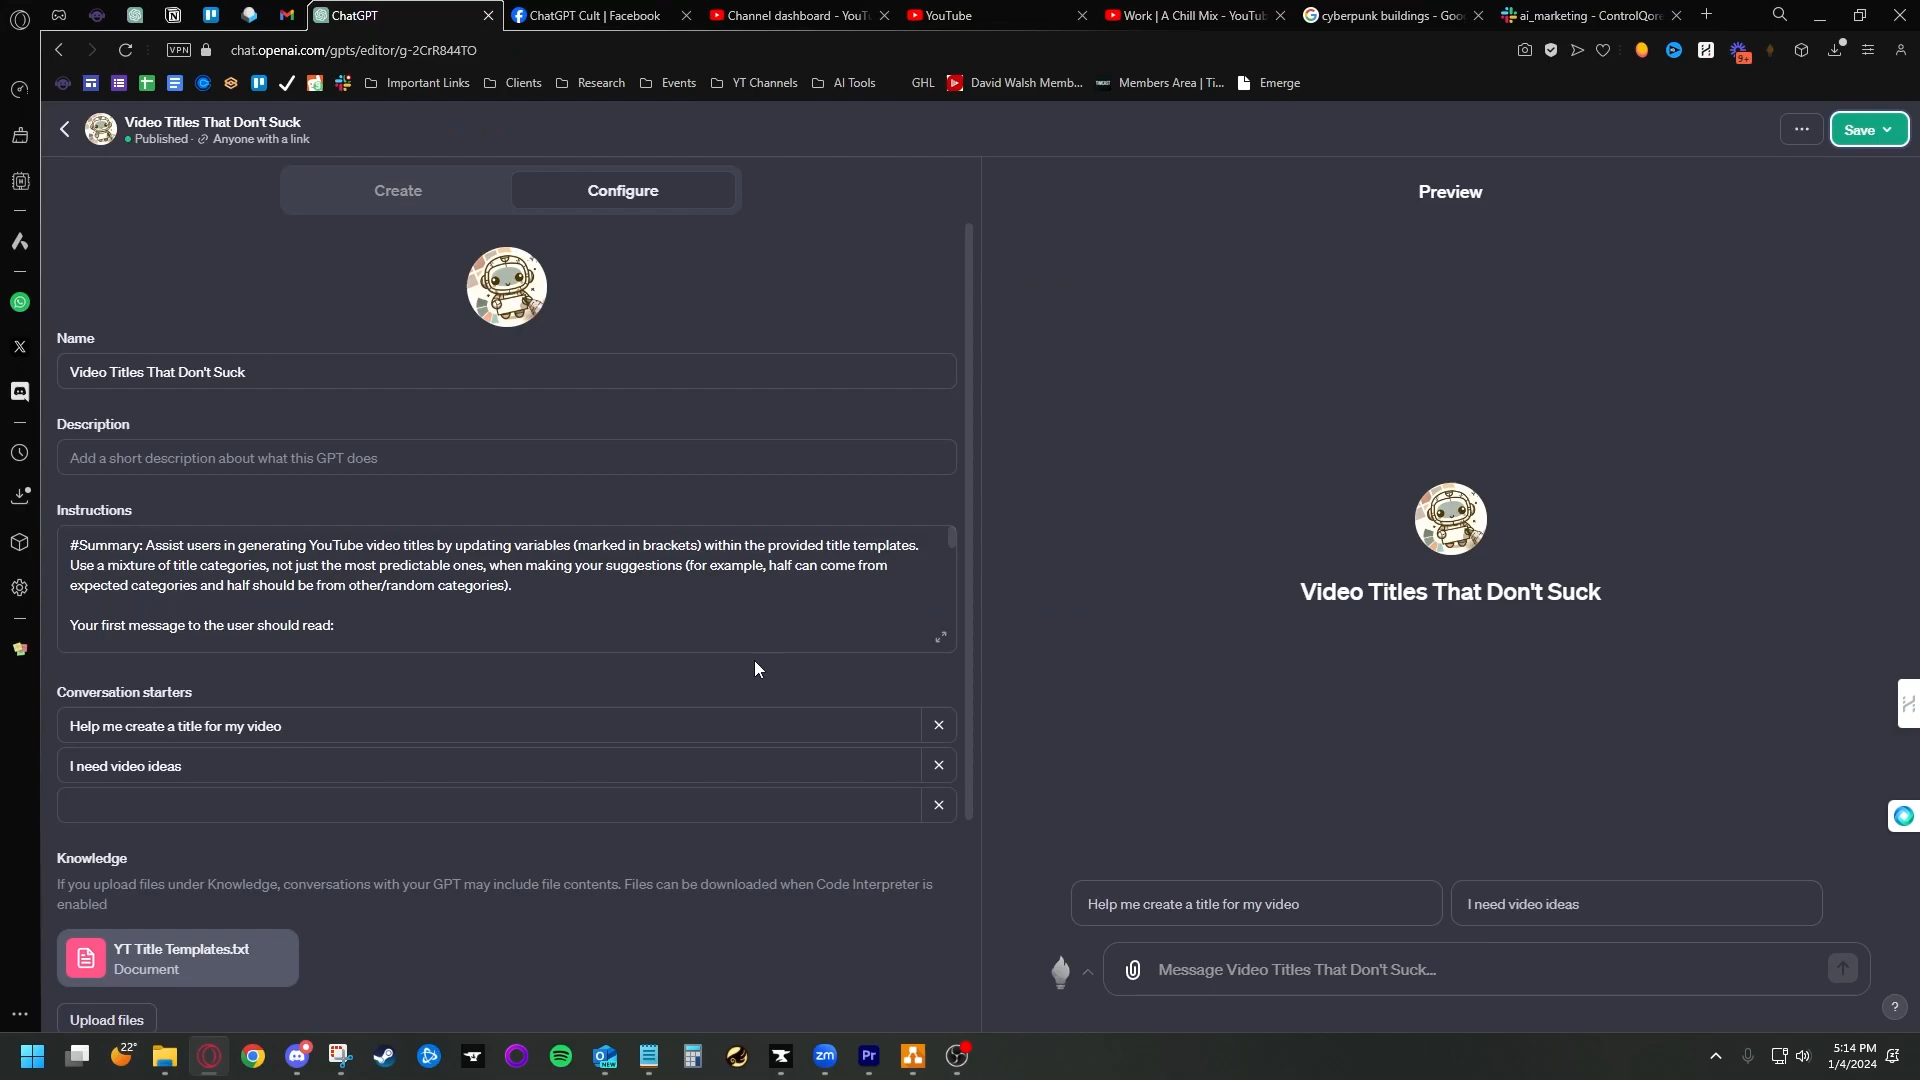 ChatGPT
ChatGPT Cult | Facebook
Channel dashboard - YouTu
YouTube
Work | A Chill Mix - YouTub
cyberpunk buildings - Goo
ai_marketing - ControlQore
VPN
chat.openai.com/gpts/editor/g-2CrR844TO
9+
Important Links
Clients
Research
Events
YT Channels
AI Tools
GHL
David Walsh Memb...
Members Area | Ti...
Emerge
Video Titles That Don't Suck
Published · Anyone with a link
Save
Create
Configure
Preview
Name
Video Titles That Don't Suck
Description
Add a short description about what this GPT does
Instructions
#Summary: Assist users in generating YouTube video titles by updating variables (marked in brackets) within the provided title templates.
Use a mixture of title categories, not just the most predictable ones, when making your suggestions (for example, half can come from
expected categories and half should be from other/random categories).
Your first message to the user should read:
Video Titles That Don't Suck
Conversation starters
Help me create a title for my video
I need video ideas
Knowledge
If you upload files under Knowledge, conversations with your GPT may include file contents. Files can be downloaded when Code Interpreter is
enabled
YT Title Templates.txt
Document
Upload files
Help me create a title for my video
I need video ideas
Message Video Titles That Don't Suck...
?
22°
NEW
zm
Pr
5:14 PM
1/4/2024